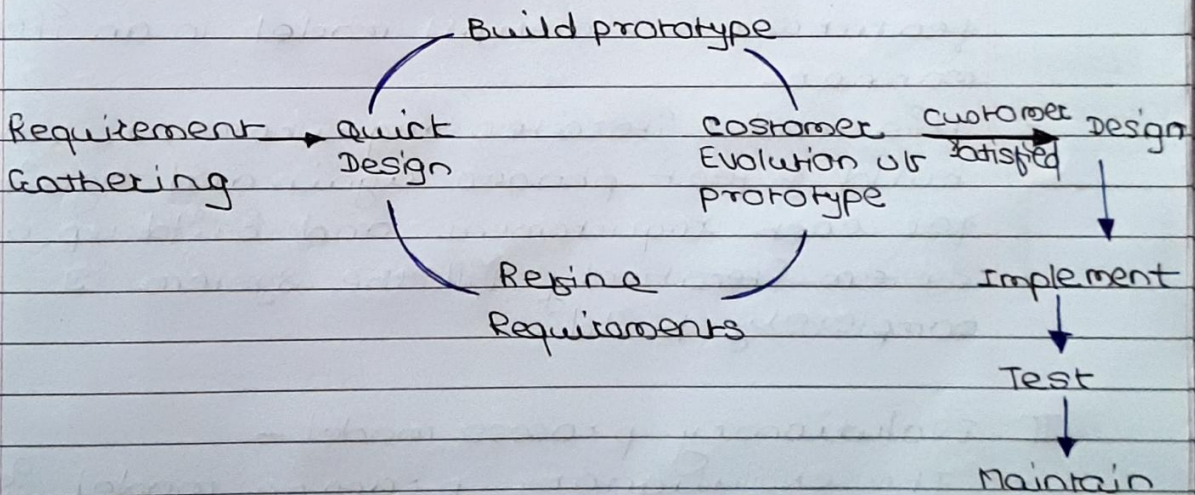 Build prototype
Requirement
Gathering
Quick
Design
Costomer
Evolution of
prototype
Customer
Satisfied
Design
Refine
Requirements
Implement
Test
Maintain